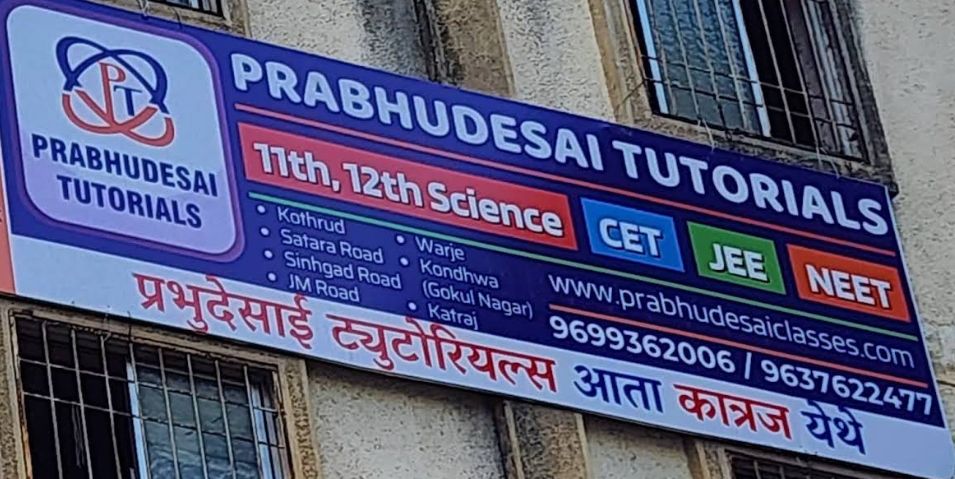 PT
PRABHUDESAI
TUTORIALS
PRABHUDESAI TUTORIALS
11th, 12th Science
CET
JEE
NEET
• Kothrud
• Satara Road
• Sinhgad Road
• JM Road
• Warje
• Kondhwa
(Gokul Nagar)
• Katraj
www.prabhudesaiclasses.com
9699362006 / 9637622477
प्रभुदेसाई ट्युटोरियल्स आता कात्रज येथे